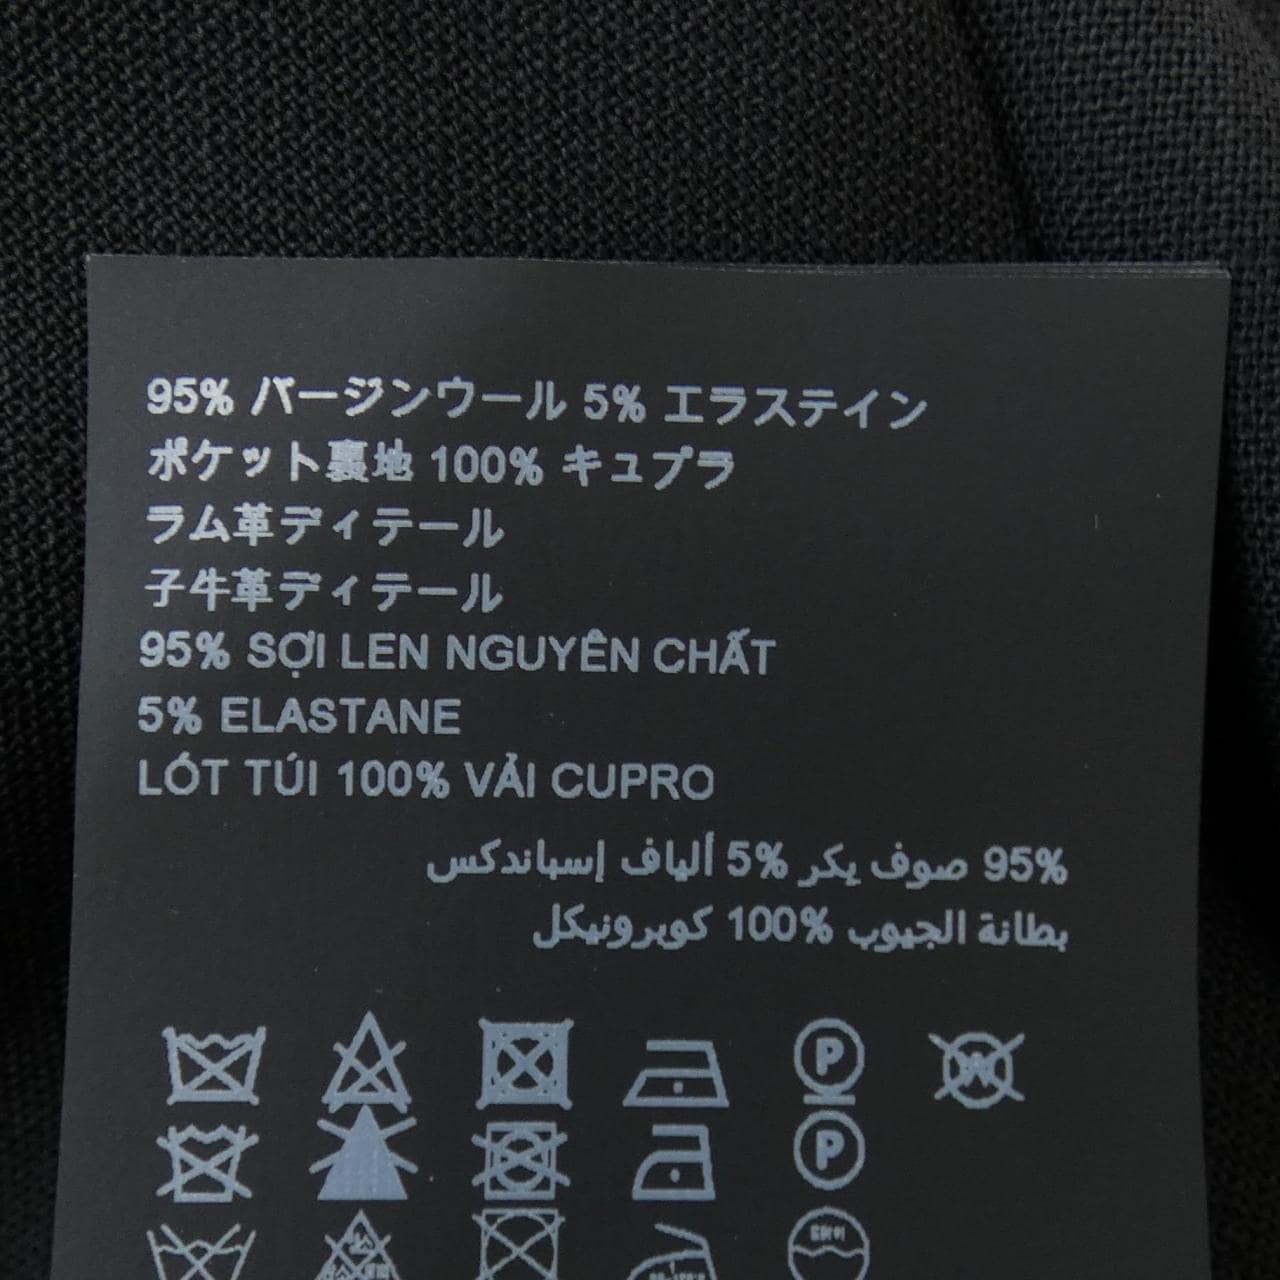 95% バージンウール 5% エラステイン
ポケット裏地 100% キュプラ
ラム革ディテール
子牛革ディテール
95% SỢI LEN NGUYÊN CHẤT
5% ELASTANE
LÓT TÚI 100% VẢI CUPRO
95% صوف بكر 5% ألياف إسباندكس
بطانة الجيوب 100% كوبرونيكل
P W
P